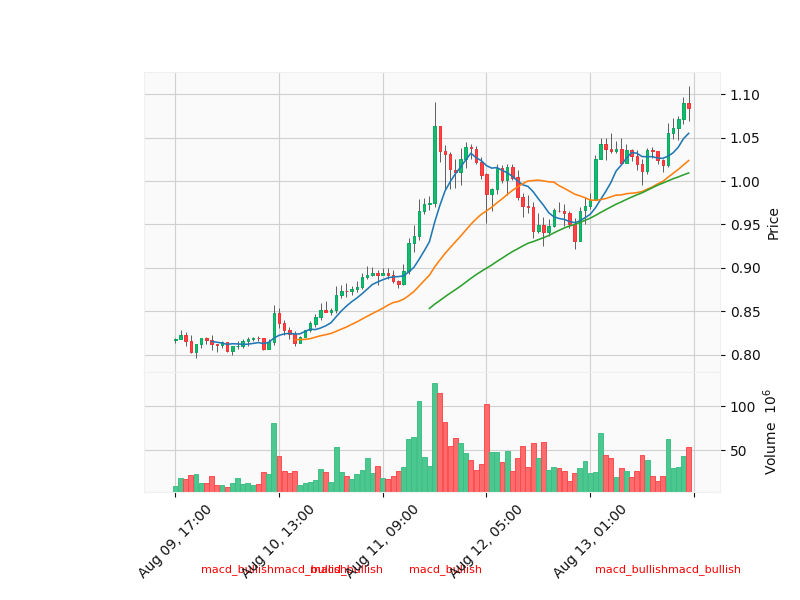 1.10
1.05
1.00
0.95
0.90
0.85
0.80
Price
100
50
Volume 10⁶
Aug 09, 17:00
Aug 10, 13:00
Aug 11, 09:00
Aug 12, 05:00
Aug 13, 01:00
macd_bullish macd_bullish macd_bullish macd_bullish macd_bullish macd_bullish